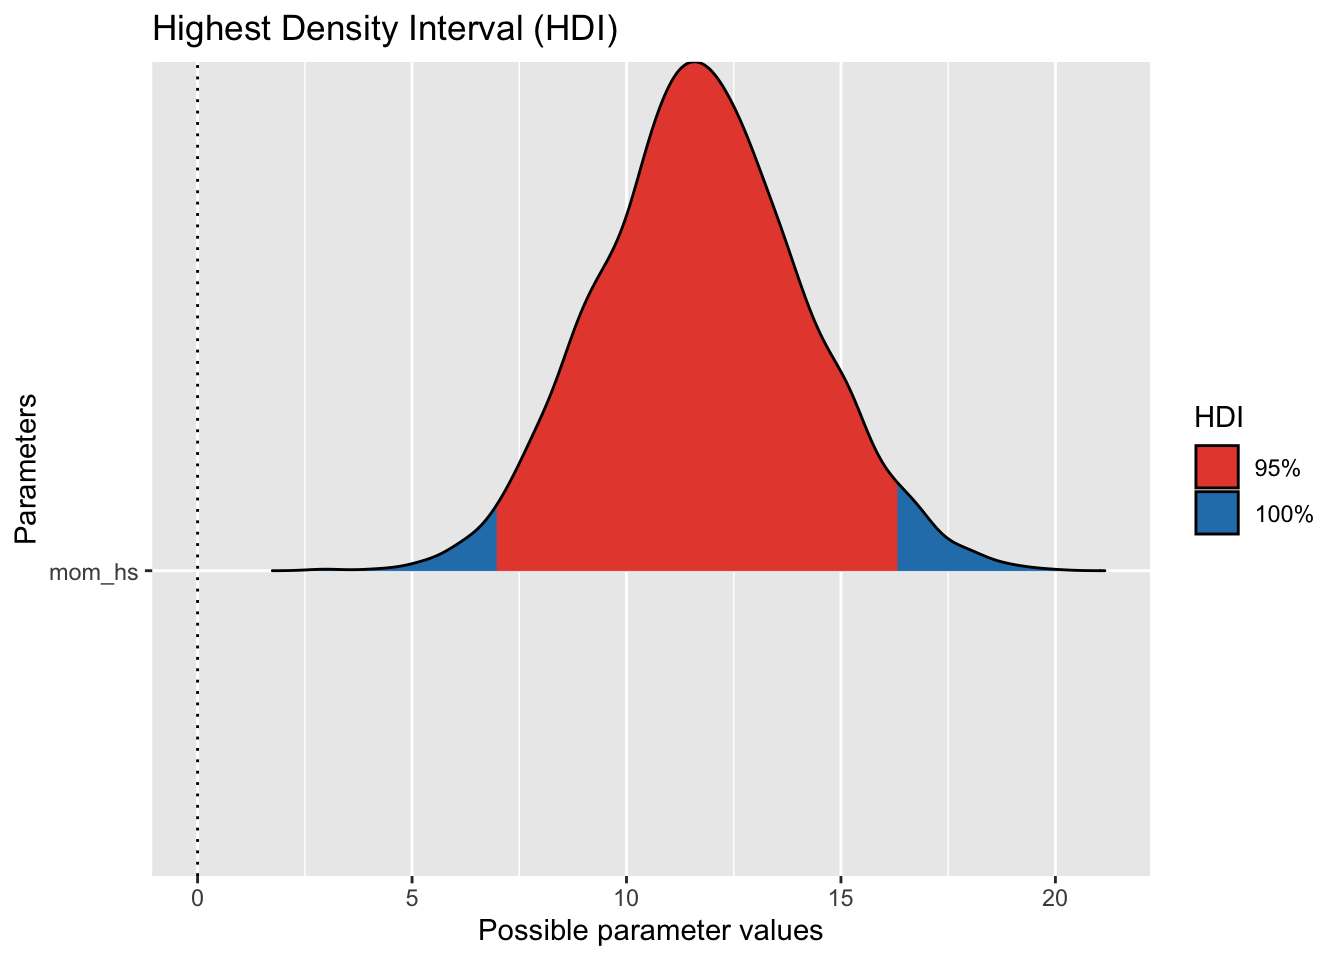 Highest Density Interval (HDI)
Parameters
mom_hs
0 5 10 15 20
Possible parameter values
HDI
95%
100%